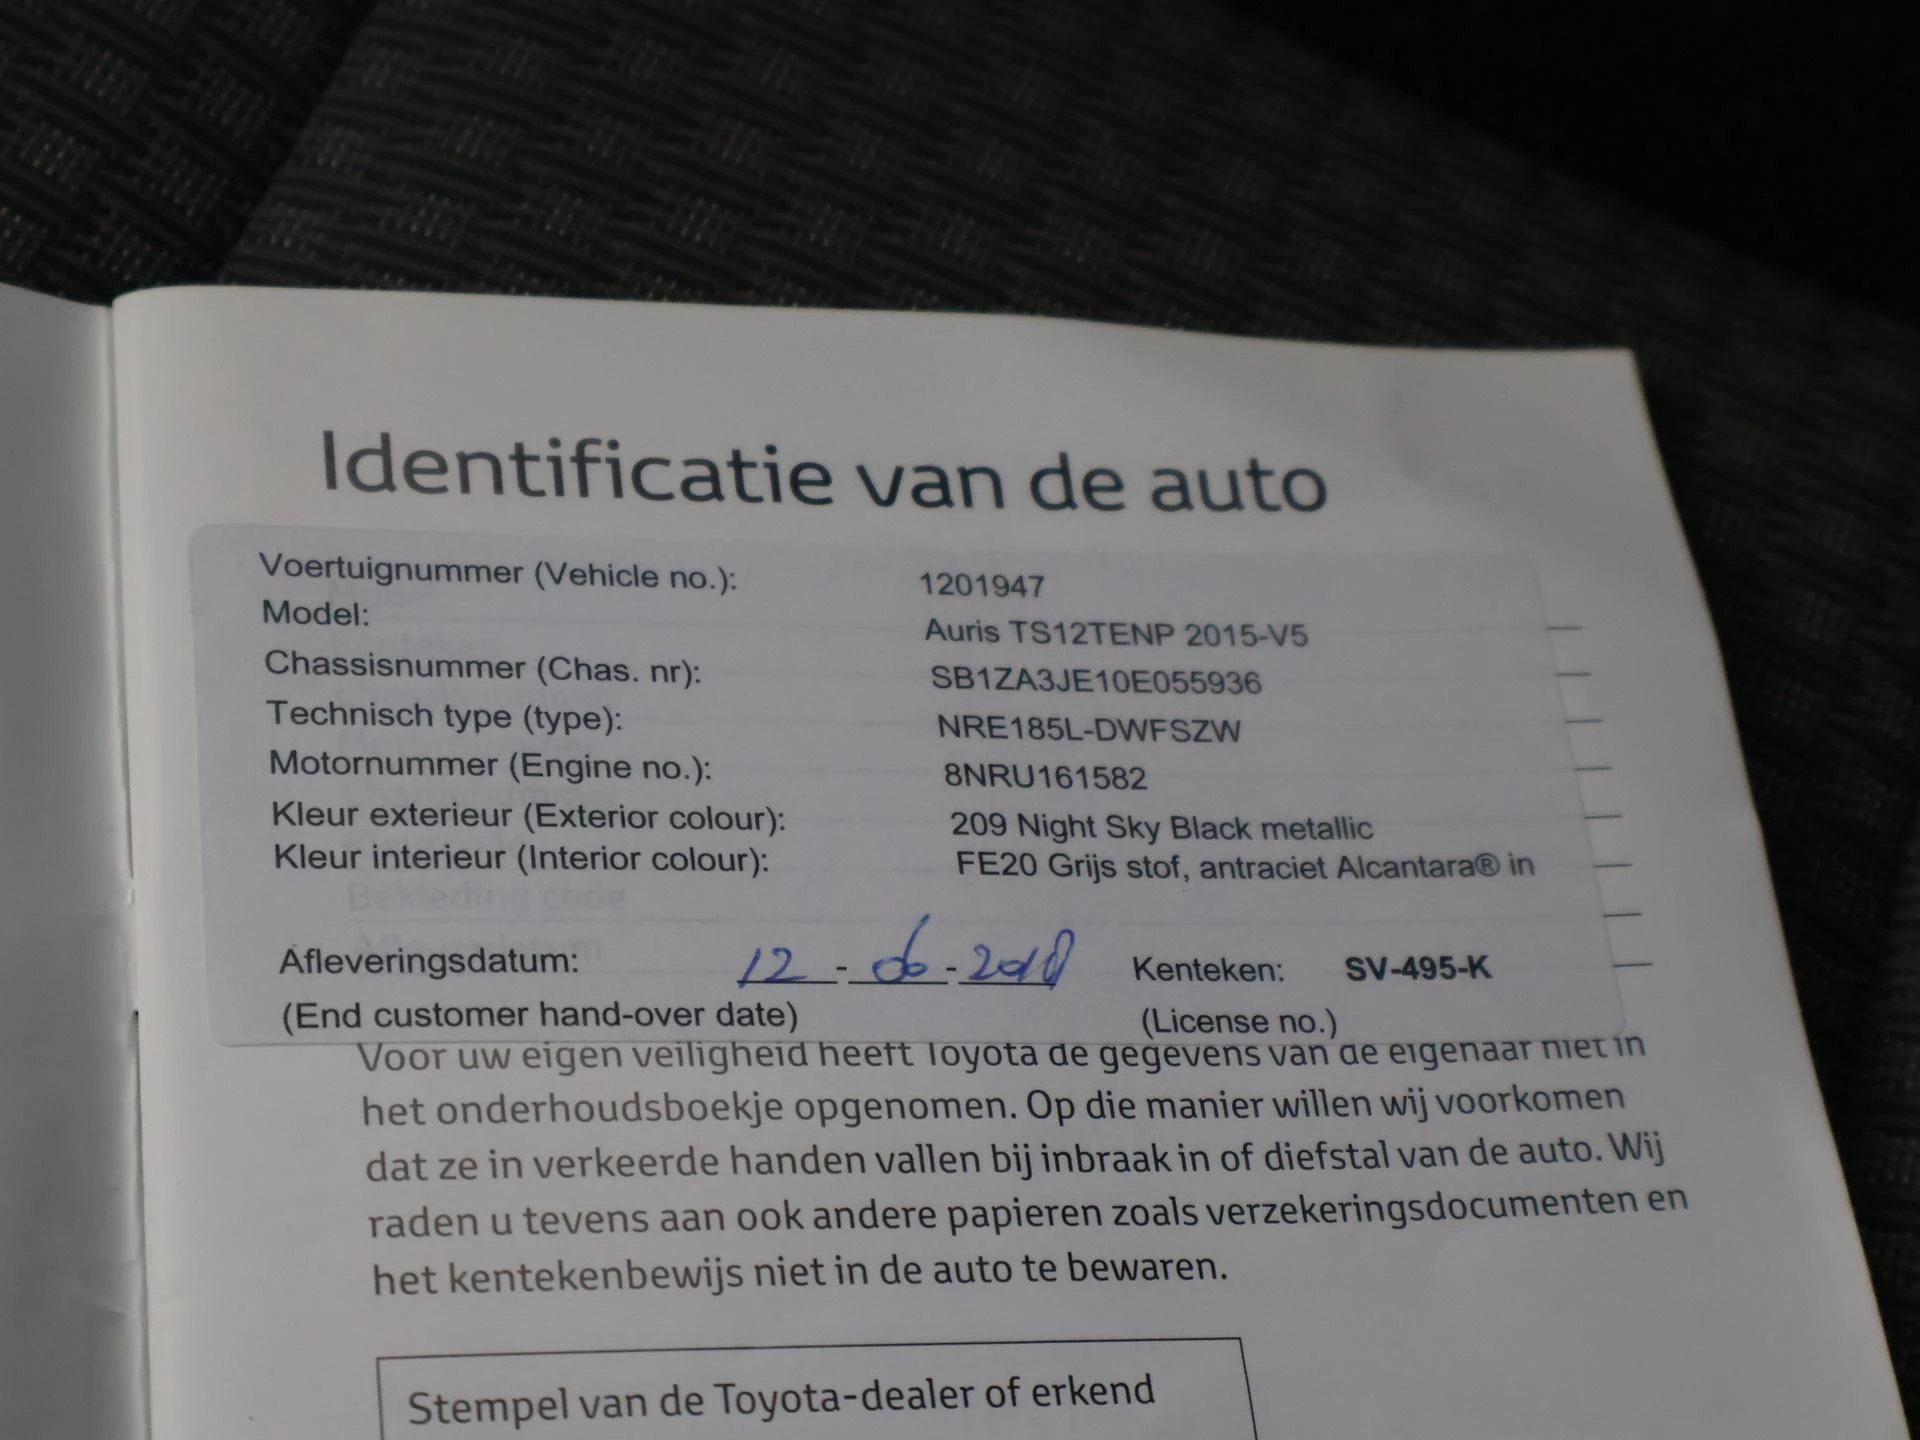 Identificatie van de auto
Voertuignummer (Vehicle no.): 1201947
Model: Auris TS12TENP 2015-V5
Chassisnummer (Chas. nr): SB1ZA3JE10E055936
Technisch type (type): NRE185L-DWFSZW
Motornummer (Engine no.): 8NRU161582
Kleur exterieur (Exterior colour): 209 Night Sky Black metallic
Kleur interieur (Interior colour): FE20 Grijs stof, antraciet Alcantara® in
Bekleding code
Afleveringsdatum: 12 - 06 - 2018 Kenteken: SV-495-K
(End customer hand-over date) (License no.)
Voor uw eigen veiligheid heeft Toyota de gegevens van de eigenaar niet in
het onderhoudsboekje opgenomen. Op die manier willen wij voorkomen
dat ze in verkeerde handen vallen bij inbraak in of diefstal van de auto. Wij
raden u tevens aan ook andere papieren zoals verzekeringsdocumenten en
het kentekenbewijs niet in de auto te bewaren.
Stempel van de Toyota-dealer of erkend